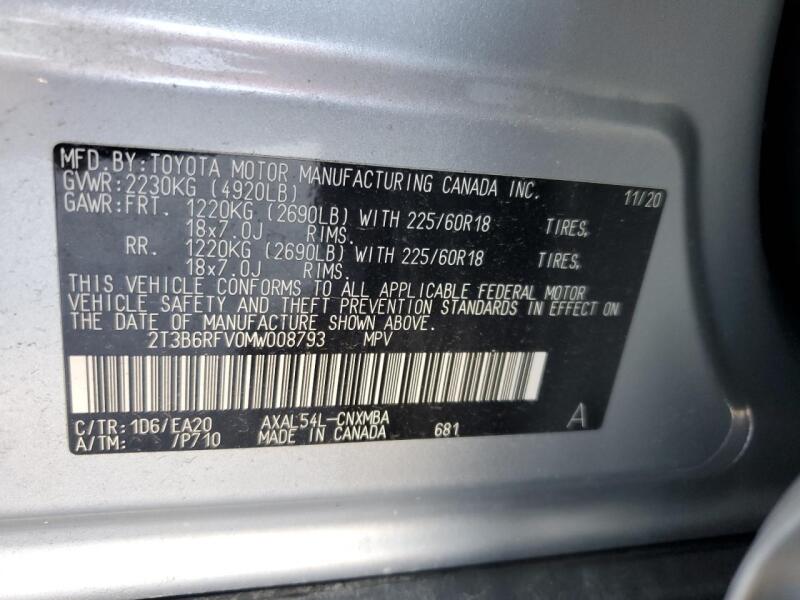 MFD.BY:TOYOTA MOTOR MANUFACTURING CANADA INC.
GVWR:2230KG (4920LB) 11/20
GAWR:FRT. 1220KG (2690LB) WITH 225/60R18 TIRES,
18x7.0J RIMS.
RR. 1220KG (2690LB) WITH 225/60R18 TIRES,
18x7.0J RIMS.
THIS VEHICLE CONFORMS TO ALL APPLICABLE FEDERAL MOTOR
VEHICLE SAFETY AND THEFT PREVENTION STANDARDS IN EFFECT ON
THE DATE OF MANUFACTURE SHOWN ABOVE.
2T3B6RFV0MW008793 MPV
C/TR:1D6/EA20 AXAL54L-CNXMBA A
A/TM: /P710 MADE IN CANADA 681